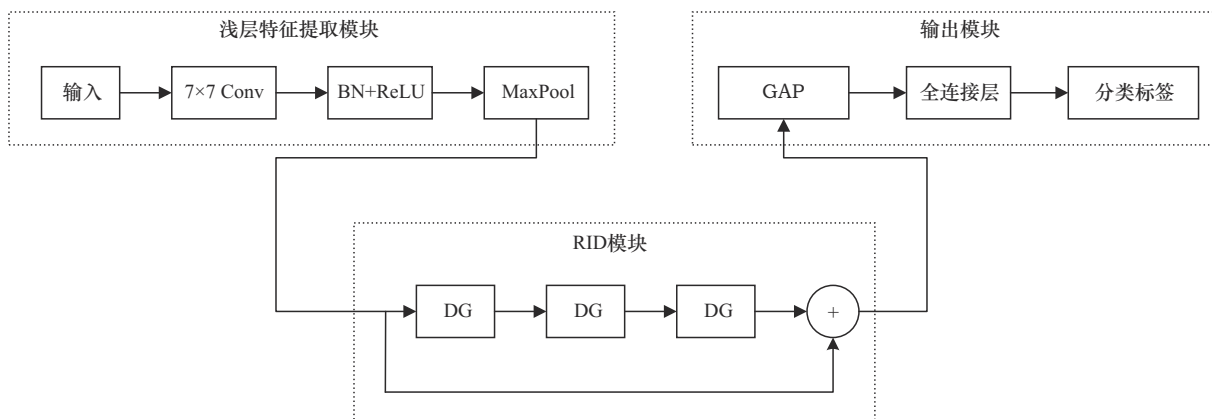 浅层特征提取模块
输入
7×7 Conv
BN+ReLU
MaxPool
输出模块
GAP
全连接层
分类标签
RID模块
DG
DG
DG
+